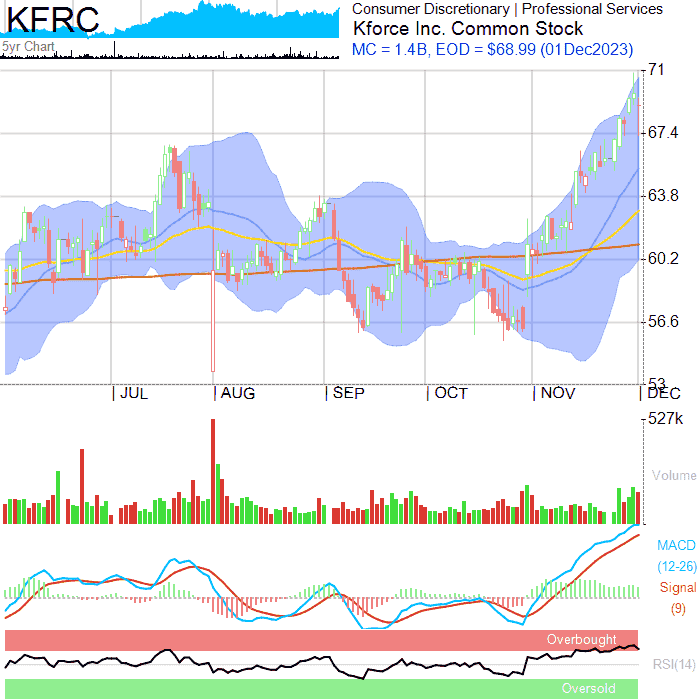 KFRC
5yr Chart
Consumer Discretionary | Professional Services
Kforce Inc. Common Stock
MC = 1.4B, EOD = $68.99 (01Dec2023)
71
67.4
63.8
60.2
56.6
53
| JUL
| AUG
| SEP
| OCT
| NOV
| DEC
527k
Volume
MACD
(12-26)
Signal
(9)
Overbought
RSI(14)
Oversold